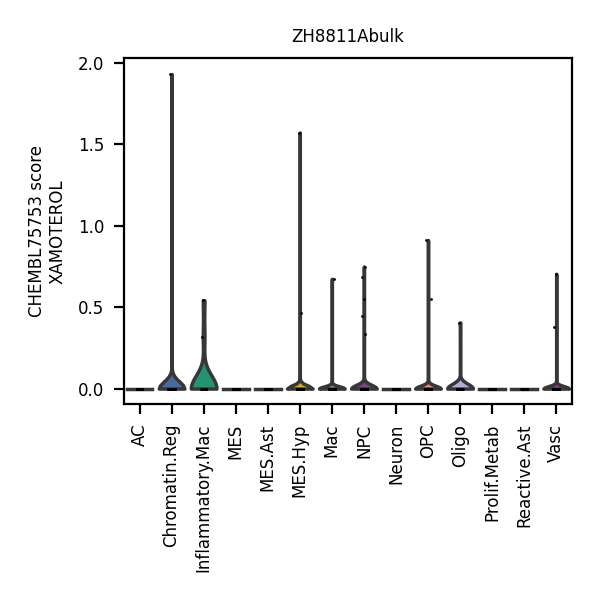 ZH8811Abulk
CHEMBL75753 score
XAMOTEROL
2.0
1.5
1.0
0.5
0.0
AC
Chromatin.Reg
Inflammatory.Mac
MES
MES.Ast
MES.Hyp
Mac
NPC
Neuron
OPC
Oligo
Prolif.Metab
Reactive.Ast
Vasc